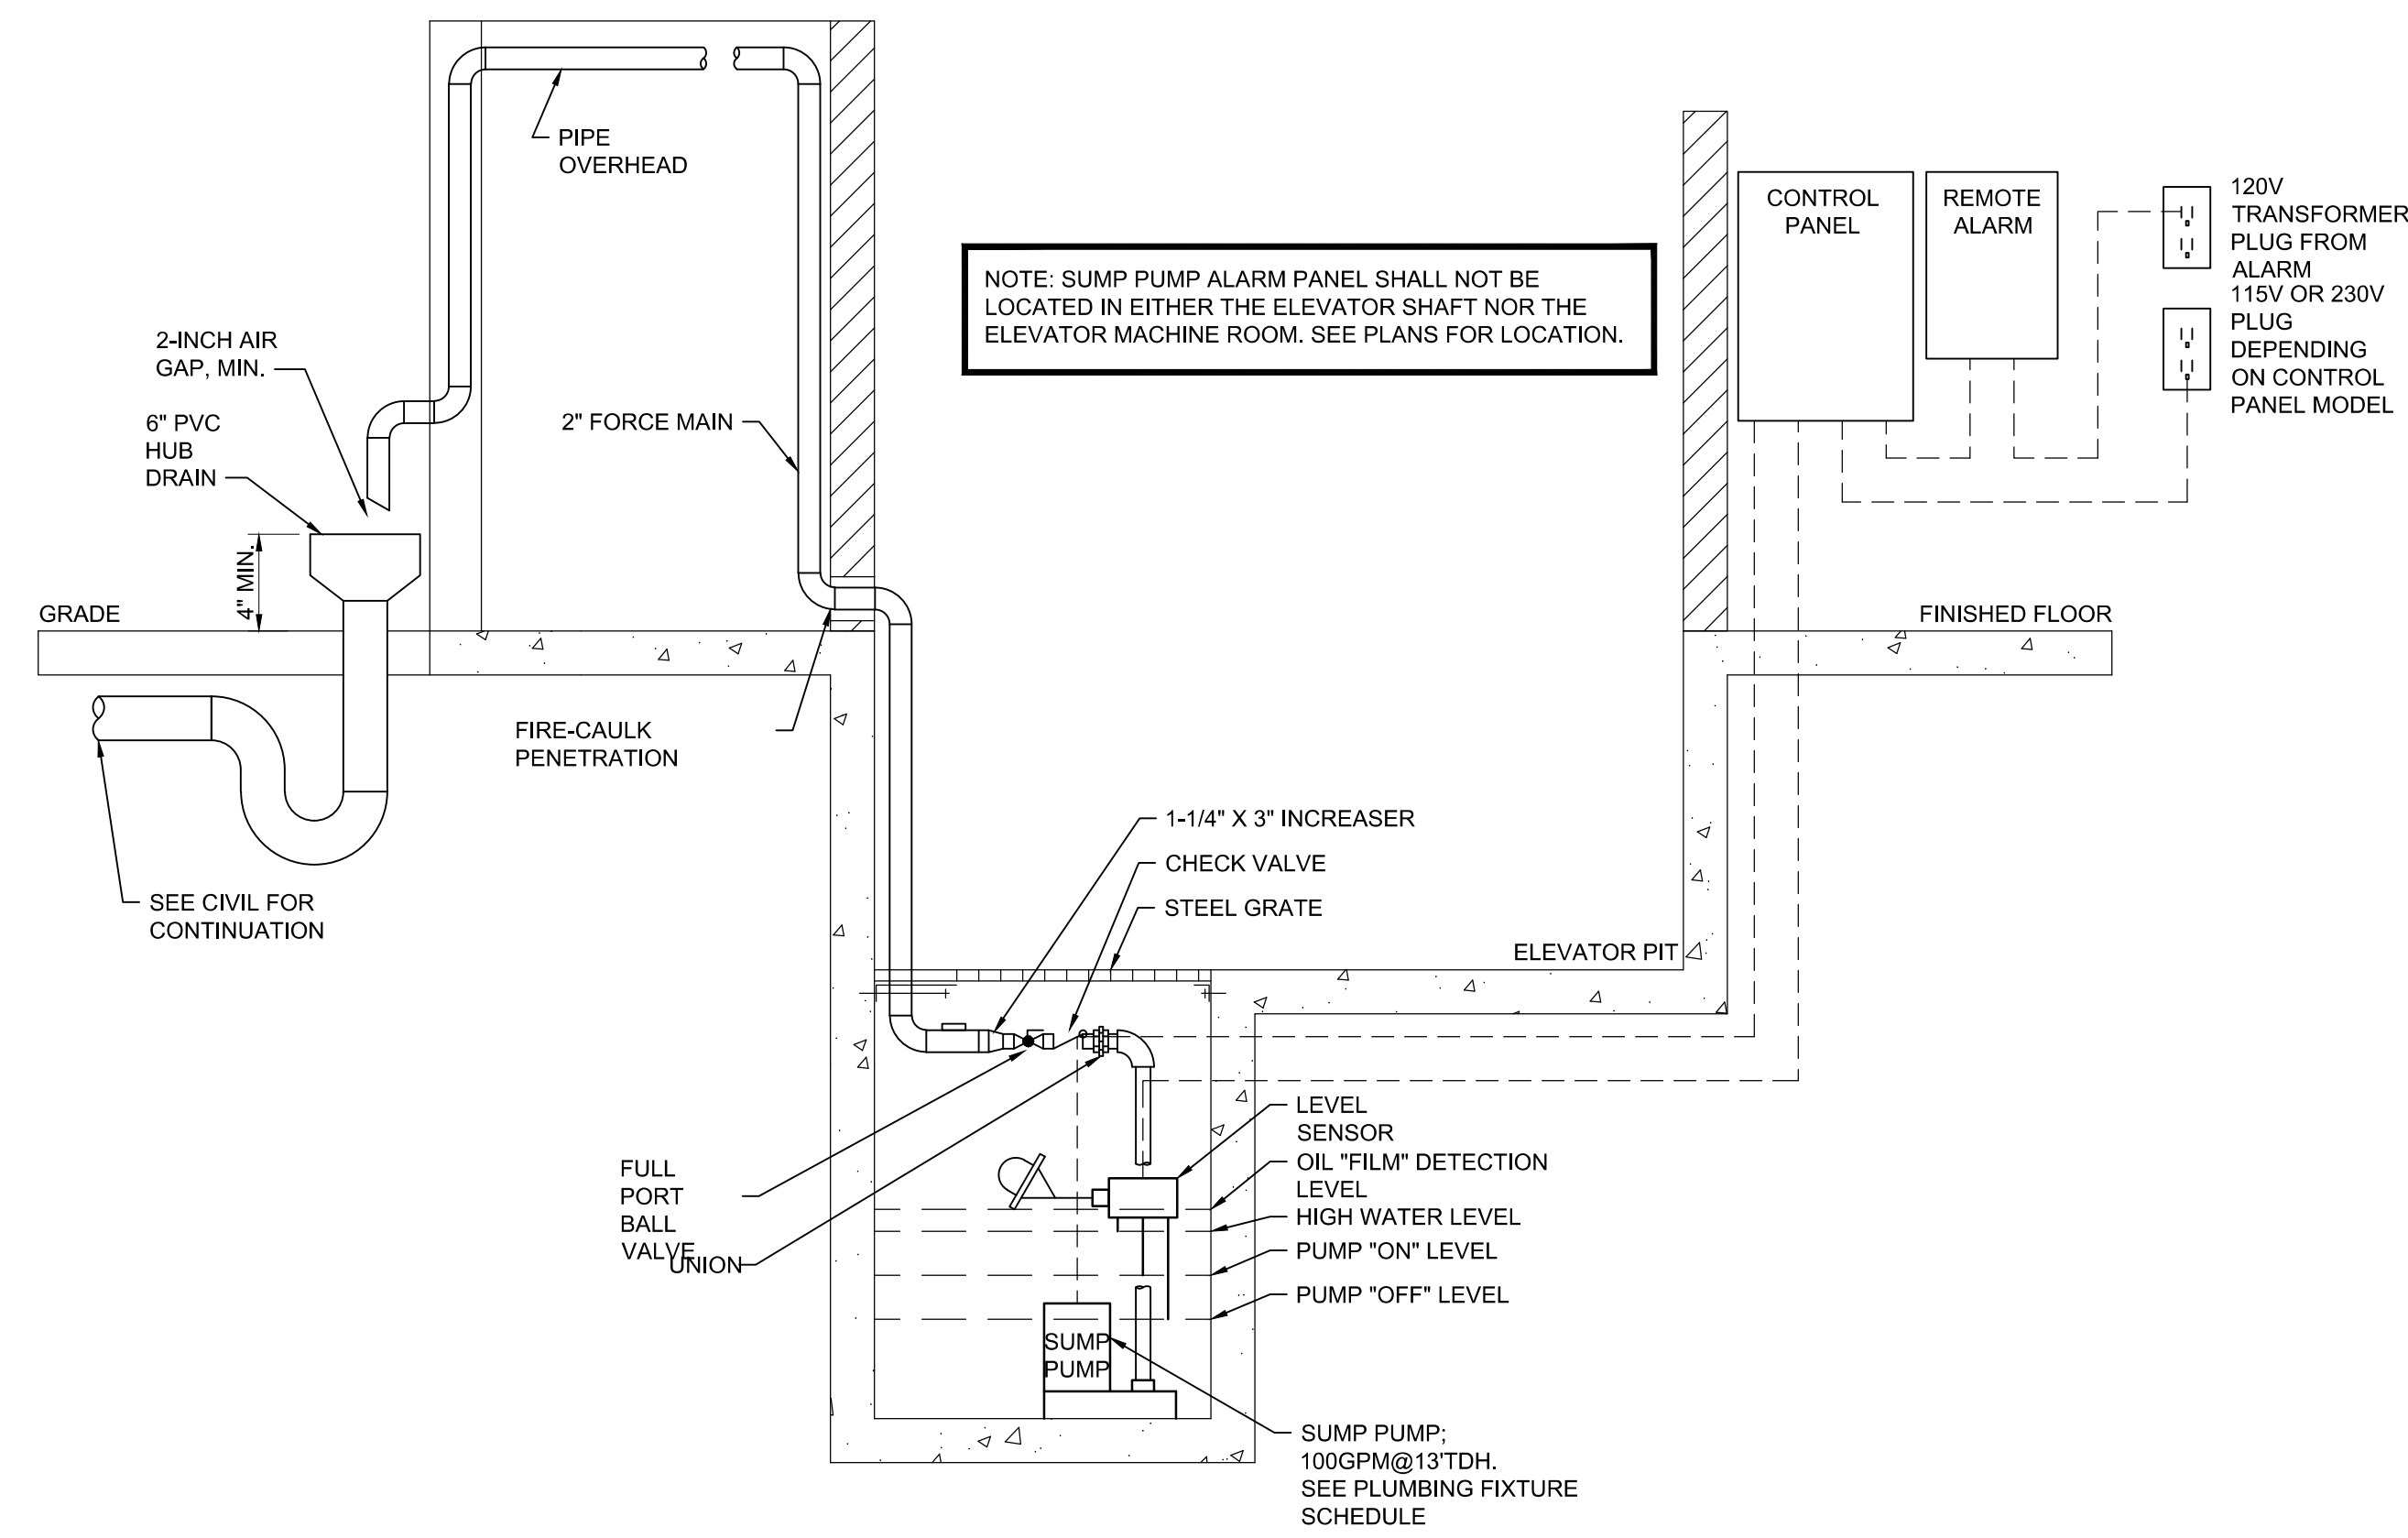 PIPE
OVERHEAD
CONTROL
PANEL
REMOTE
ALARM
120V
TRANSFORMER
PLUG FROM
ALARM
115V OR 230V
PLUG
DEPENDING
ON CONTROL
PANEL MODEL
NOTE: SUMP PUMP ALARM PANEL SHALL NOT BE
LOCATED IN EITHER THE ELEVATOR SHAFT NOR THE
ELEVATOR MACHINE ROOM. SEE PLANS FOR LOCATION.
2-INCH AIR
GAP, MIN.
6" PVC
HUB
DRAIN
2" FORCE MAIN
4" MIN.
GRADE
FINISHED FLOOR
FIRE-CAULK
PENETRATION
SEE CIVIL FOR
CONTINUATION
1-1/4" X 3" INCREASER
CHECK VALVE
STEEL GRATE
ELEVATOR PIT
FULL
PORT
BALL
VALVE
UNION
LEVEL
SENSOR
OIL "FILM" DETECTION
LEVEL
HIGH WATER LEVEL
PUMP "ON" LEVEL
PUMP "OFF" LEVEL
SUMP
PUMP
SUMP PUMP;
100GPM@13'TDH.
SEE PLUMBING FIXTURE
SCHEDULE